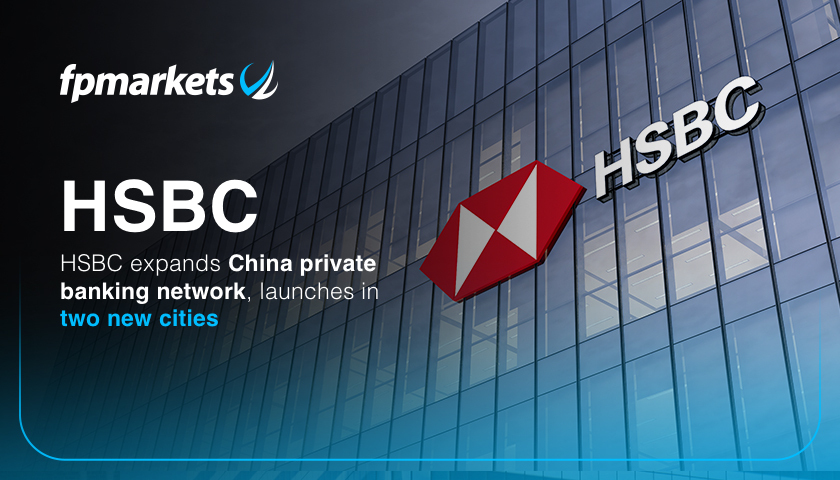 fpmarkets
HSBC
HSBC
HSBC expands China private
banking network, launches in
two new cities